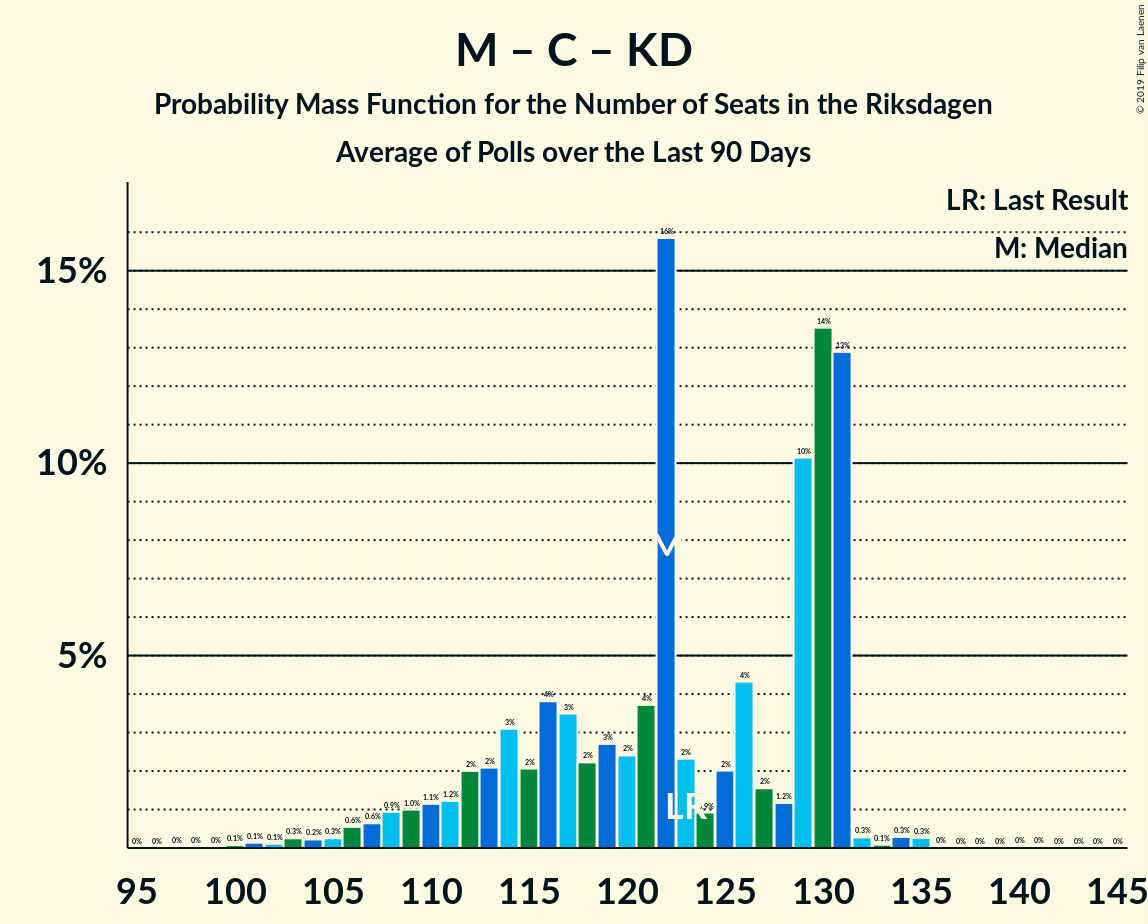 © 2019 Filip van Laenen
M – C – KD
Probability Mass Function for the Number of Seats in the Riksdagen
Average of Polls over the Last 90 Days
LR: Last Result
M: Median
15%
10%
5%
0% 0% 0% 0% 0% 0.1% 0.1% 0.1% 0.3% 0.2% 0.3% 0.6% 0.6% 0.9% 1.0% 1.1% 1.2% 2% 2% 3% 2% 4% 3% 2% 3% 2% 4% 16% 2% 0.9% 2% 4% 2% 1.2% 10% 14% 13% 0.3% 0.1% 0.3% 0.3% 0% 0% 0% 0% 0% 0% 0% 0% 0% 0%
M
LR
95 100 105 110 115 120 125 130 135 140 145